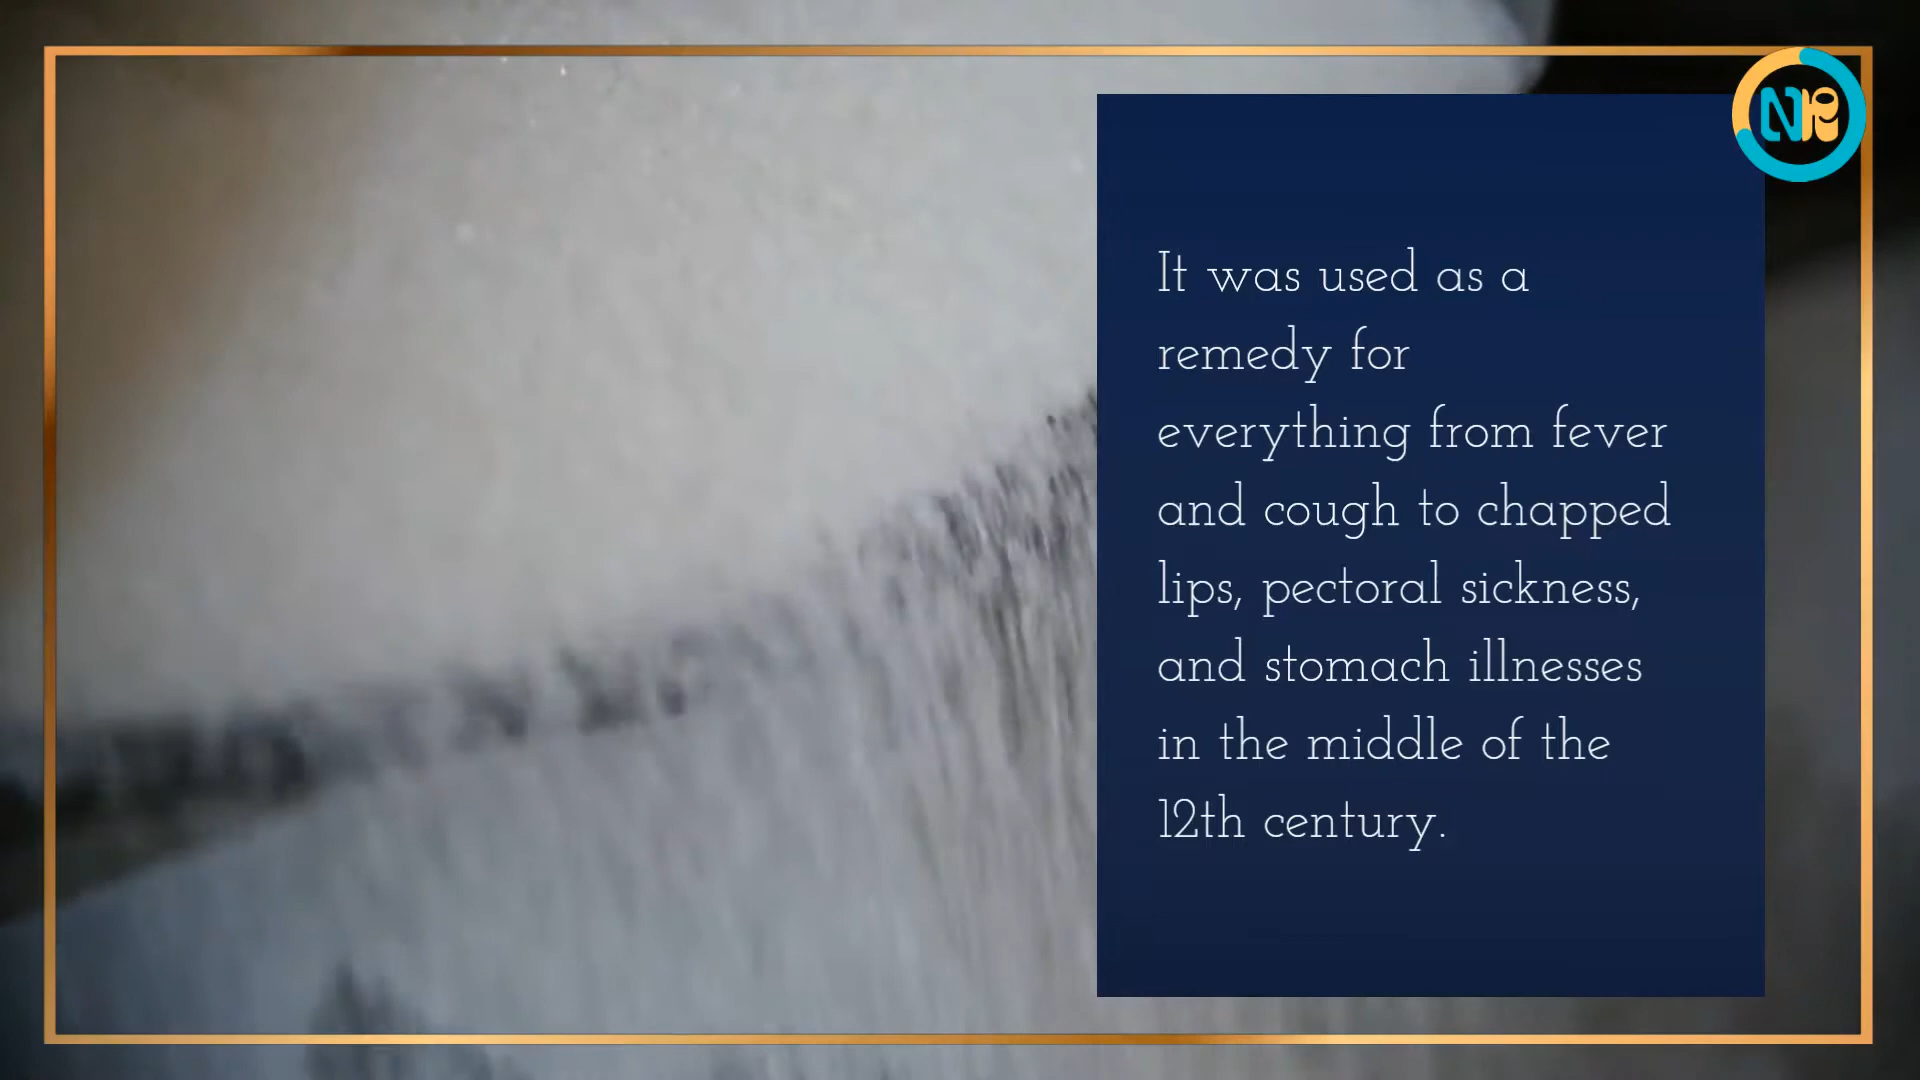 It was used as a
remedy for
everything from fever
and cough to chapped
lips, pectoral sickness,
and stomach illnesses
in the middle of the
12th century.